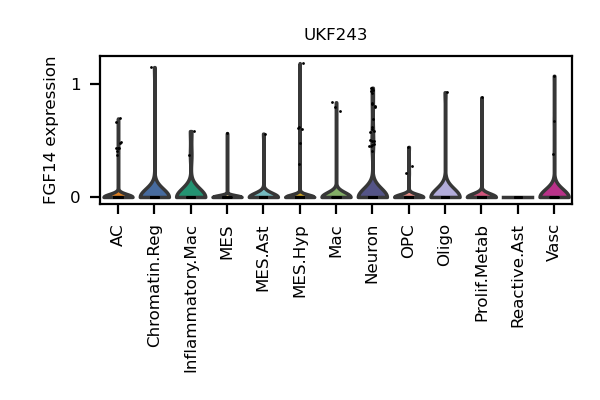 UKF243
FGF14 expression
1
0
AC
Chromatin.Reg
Inflammatory.Mac
MES
MES.Ast
MES.Hyp
Mac
Neuron
OPC
Oligo
Prolif.Metab
Reactive.Ast
Vasc